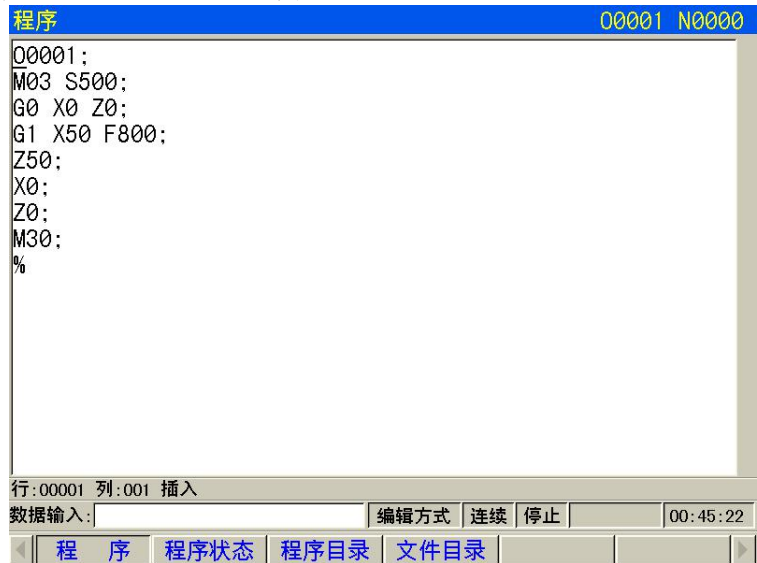 程序 O0001 N0000
O0001;
M03 S500;
G0 X0 Z0;
G1 X50 F800;
Z50;
X0;
Z0;
M30;
%
行:00001 列:001 插入
数据输入: 编辑方式 连续 停止 00:45:22
程 序 程序状态 程序目录 文件目录